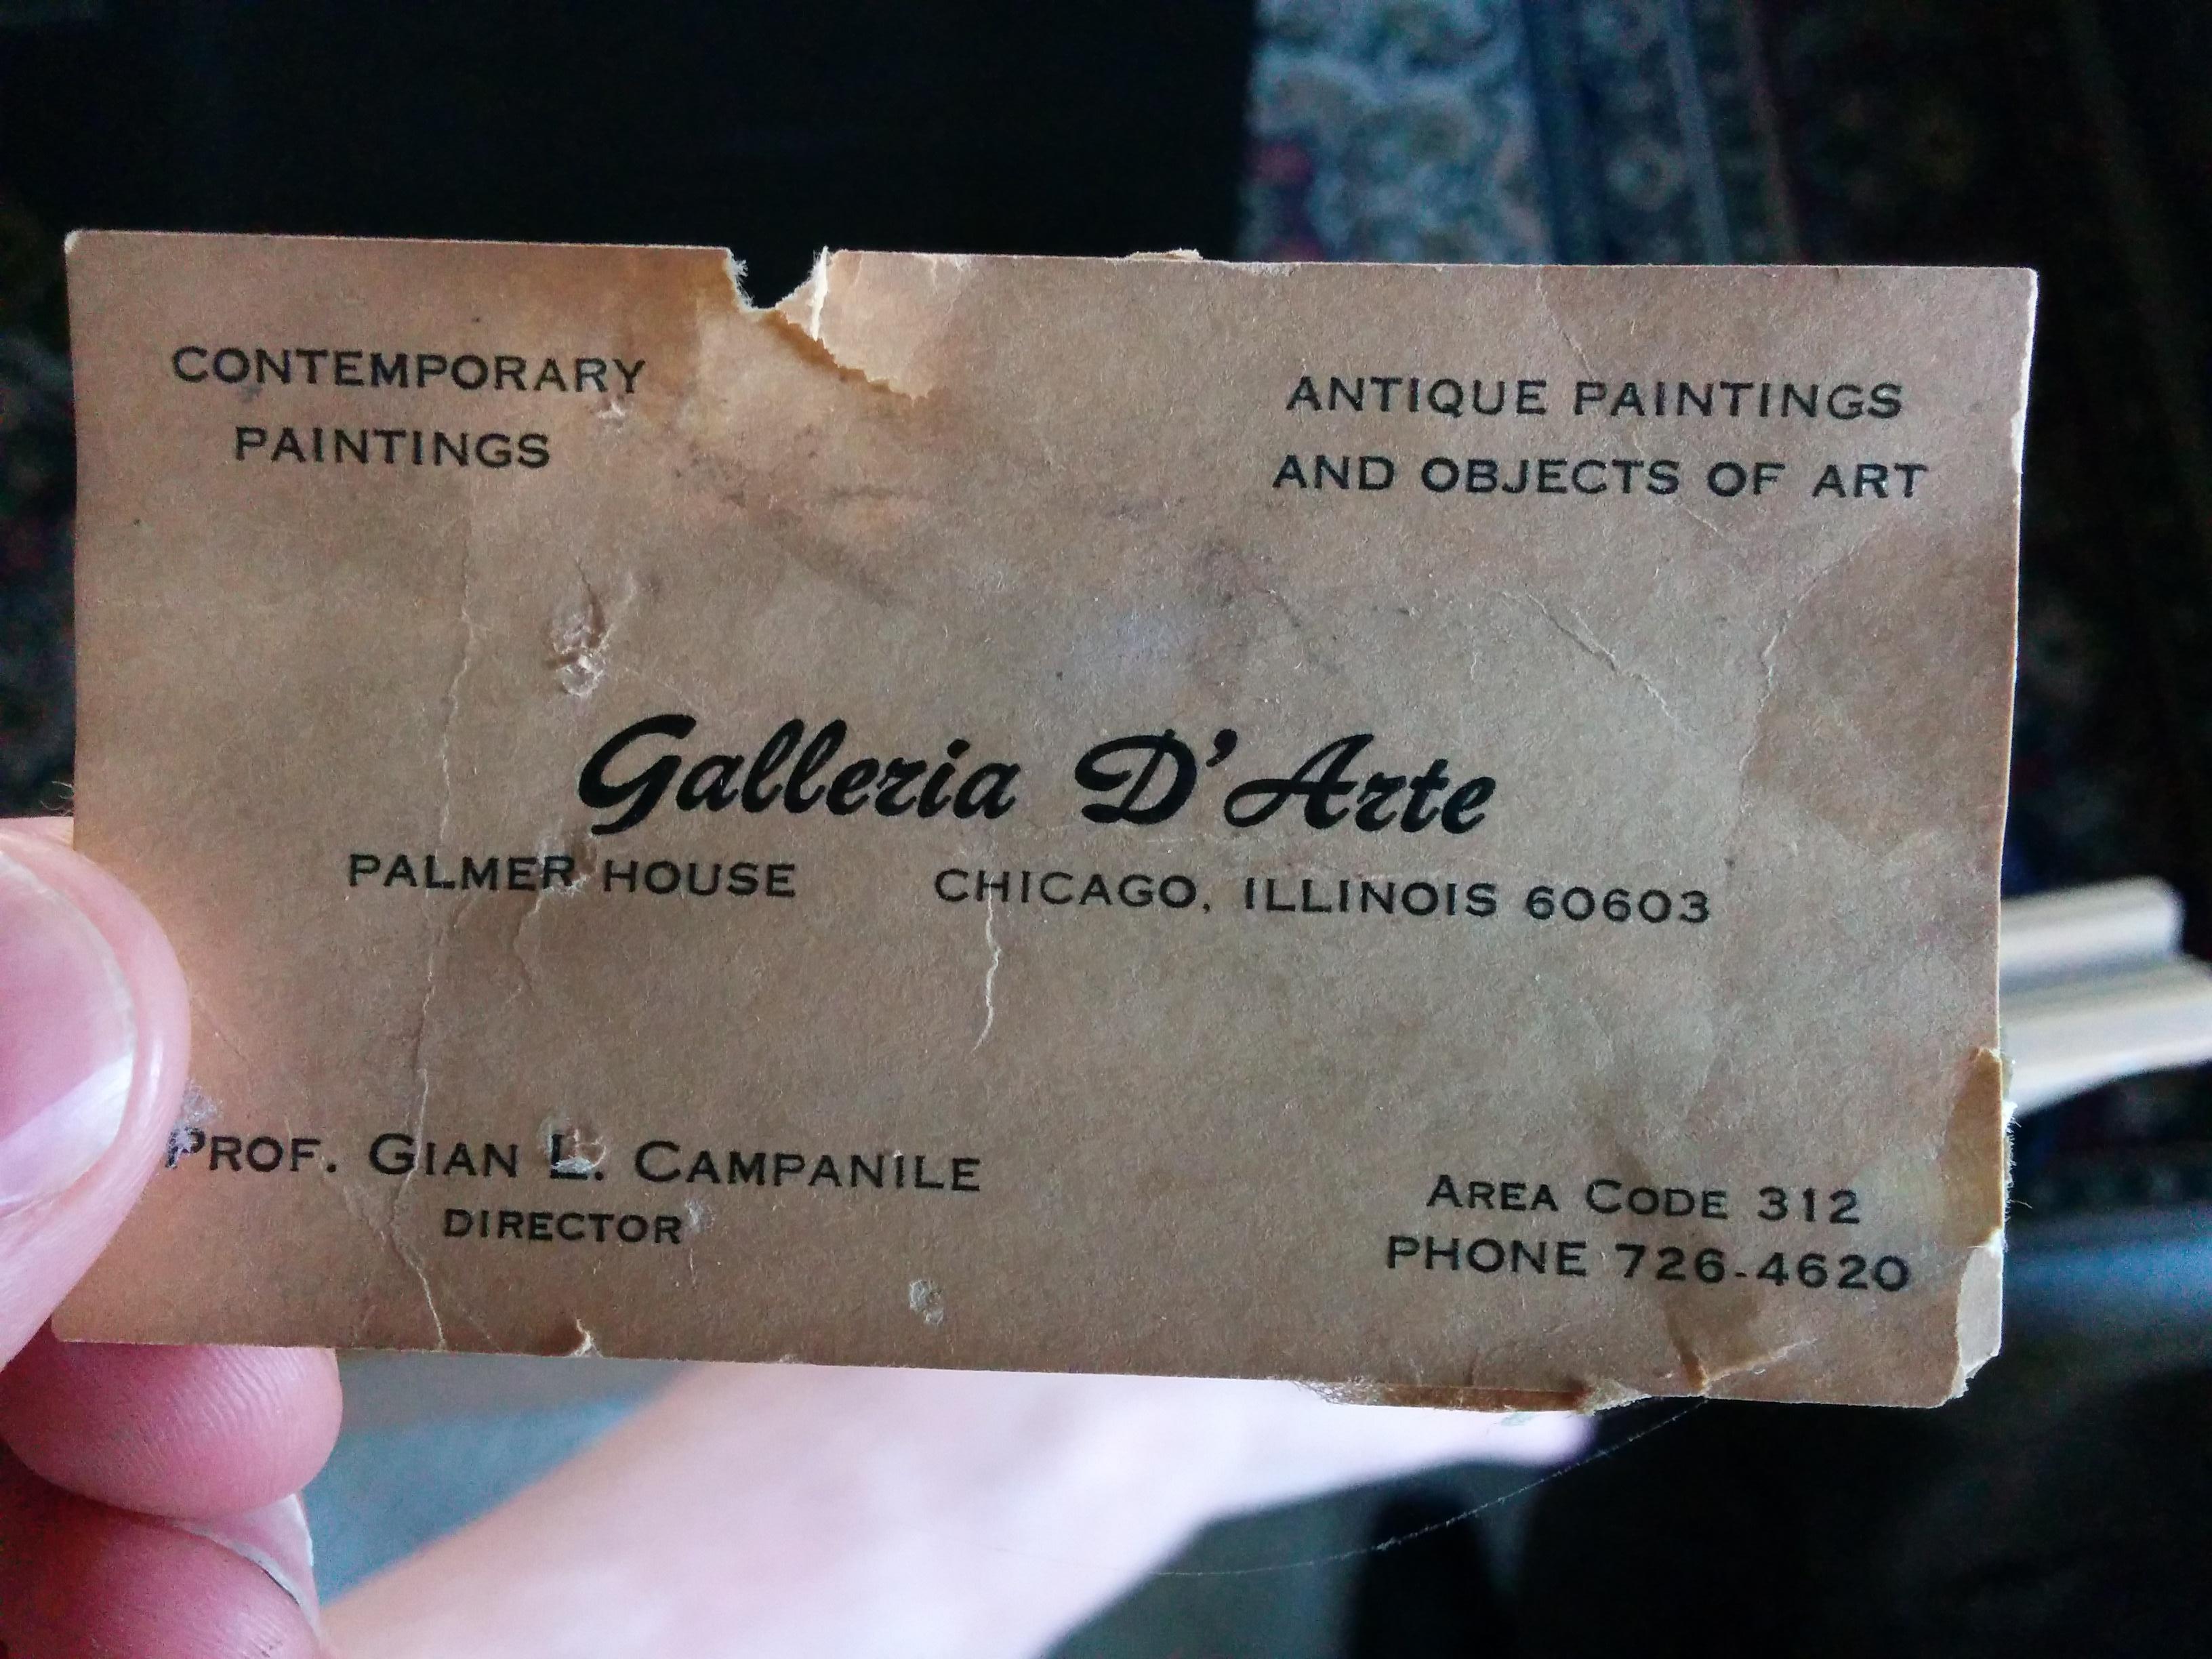 CONTEMPORARY
PAINTINGS
ANTIQUE PAINTINGS
AND OBJECTS OF ART
Galleria D'Arte
PALMER HOUSE CHICAGO, ILLINOIS 60603
PROF. GIAN L. CAMPANILE
DIRECTOR
AREA CODE 312
PHONE 726-4620